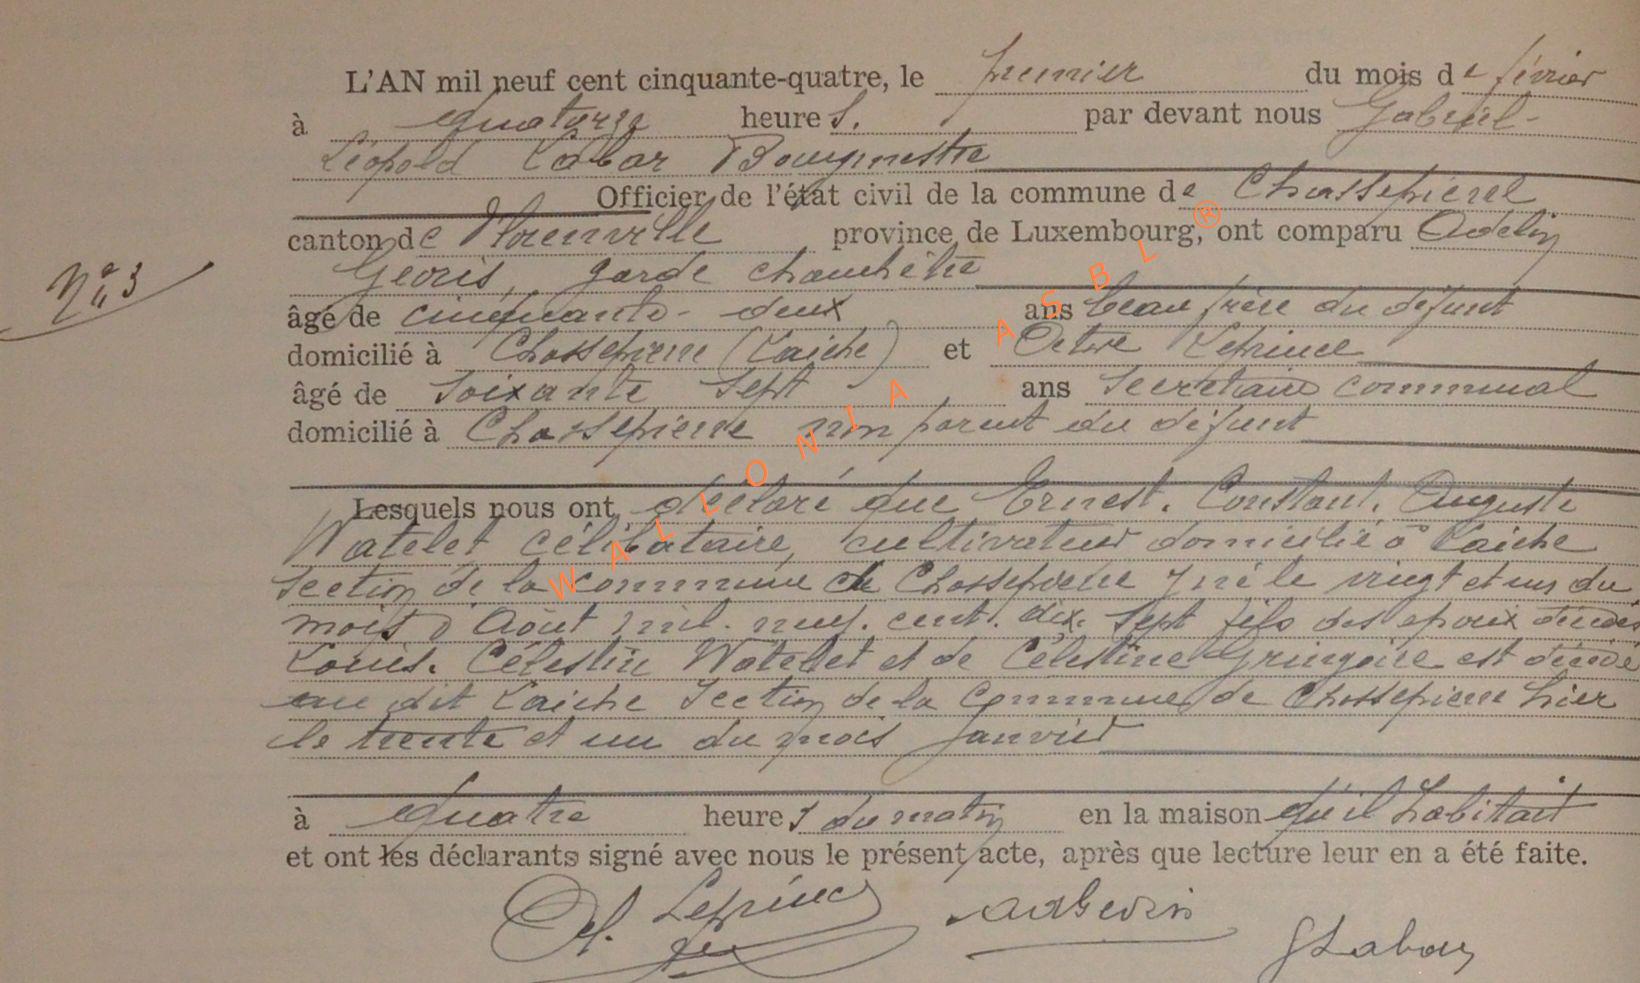 L'AN mil neuf cent cinquante-quatre, le premier du mois de février
à quatorze heures. par devant nous Gabriel-
Léopold Labar Bourgmestre
Officier de l'état civil de la commune de Chassepierre
canton de Florenville province de Luxembourg, ont comparu Adelin
Georis, garde champêtre
N° 3
âgé de cinquante-deux ans beau frère du défunt
domicilié à Chassepierre (Laiche) et Octave Leprince
âgé de soixante sept ans secrétaire communal
domicilié à Chassepierre non parent du défunt
Lesquels nous ont déclaré que Ernest. Constant. Auguste
Watelet célibataire, cultivateur domicilié à Laiche
section de la commune de Chassepierre y né le vingt et un du
mois d'Août mil. neuf. cent. dix. sept fils des époux décédés
Louis. Célestin Watelet et de Célestine Gringoire est décédé
au dit Laiche section de la commune de Chassepierre hier
le trente et un du mois janvier
à quatre heures du matin en la maison qu'il habitait
et ont les déclarants signé avec nous le présent acte, après que lecture leur en a été faite.
Leprince AdGeoris GLabar
WALLONIA ASBL®